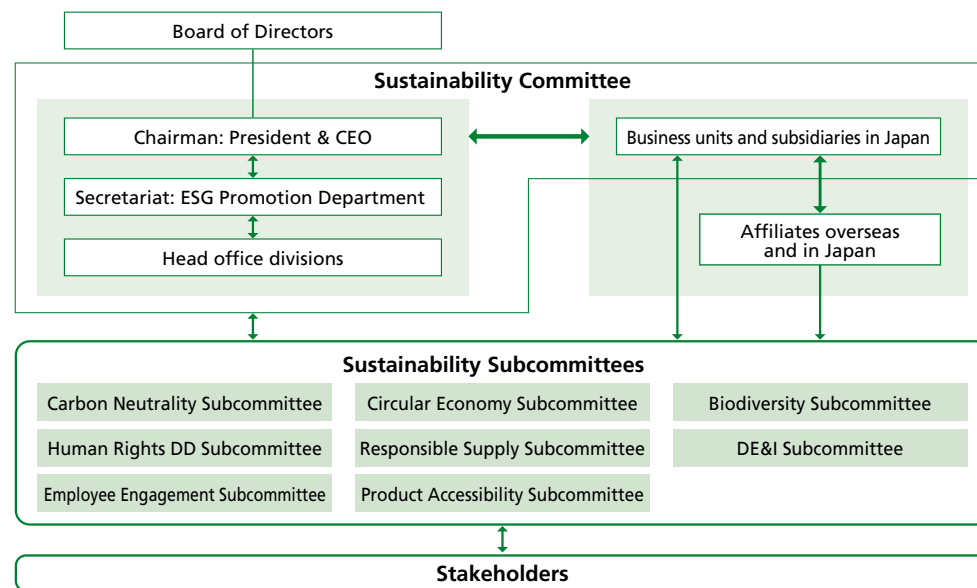 Board of Directors
Sustainability Committee
Chairman: President & CEO
Business units and subsidiaries in Japan
Secretariat: ESG Promotion Department
Affiliates overseas
and in Japan
Head office divisions
Sustainability Subcommittees
Carbon Neutrality Subcommittee
Circular Economy Subcommittee
Biodiversity Subcommittee
Human Rights DD Subcommittee
Responsible Supply Subcommittee
DE&I Subcommittee
Employee Engagement Subcommittee
Product Accessibility Subcommittee
Stakeholders